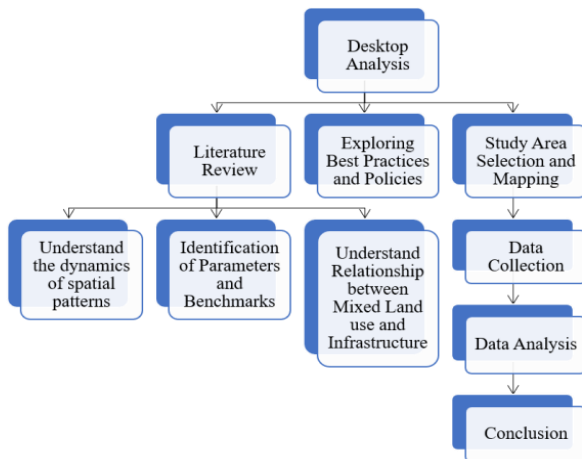 Desktop
Analysis
Literature
Review
Exploring
Best Practices
and Policies
Study Area
Selection and
Mapping
Understand
the dynamics
of spatial
patterns
Identification
of Parameters
and
Benchmarks
Understand
Relationship
between
Mixed Land
use and
Infrastructure
Data
Collection
Data Analysis
Conclusion